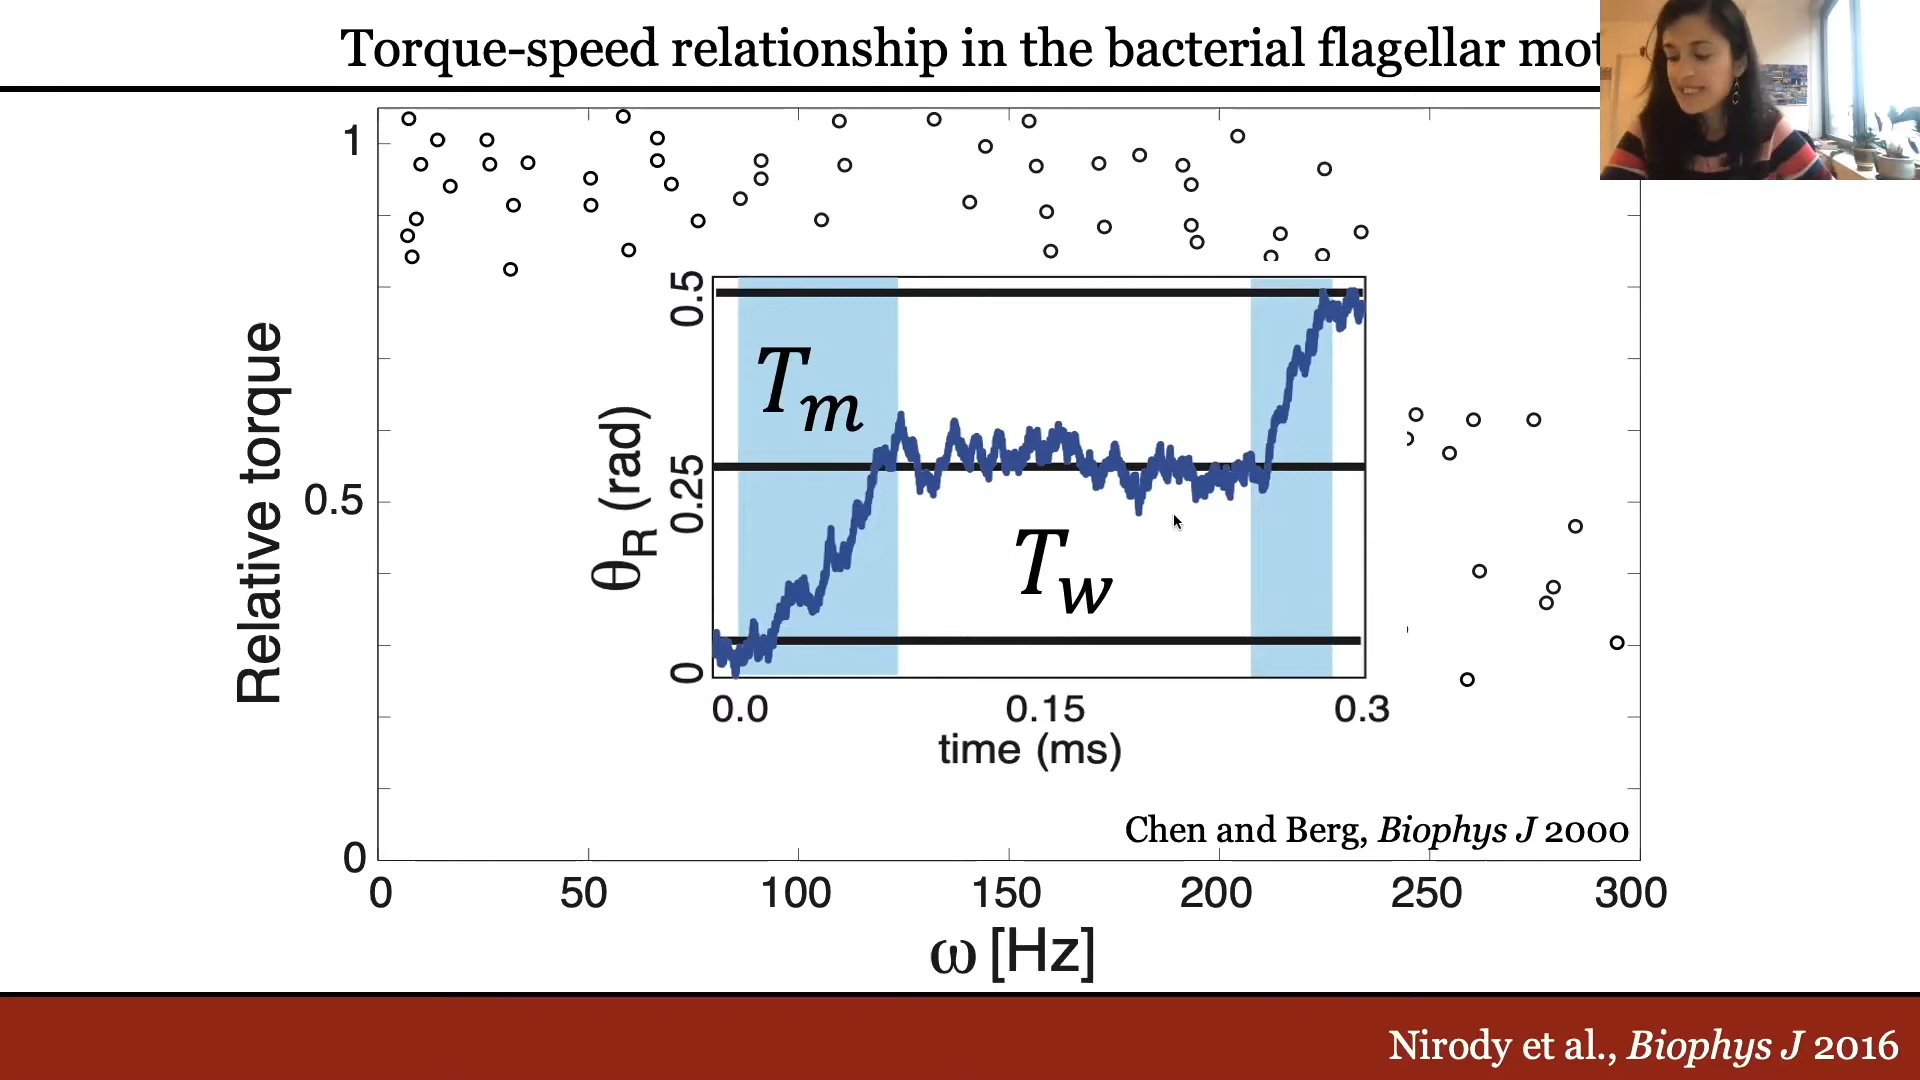 Torque-speed relationship in the bacterial flagellar mot
1
0.5
0
Relative torque
0.5
0.25
0
θR (rad)
Tm
Tw
0.0 0.15 0.3
time (ms)
Chen and Berg, Biophys J 2000
0 50 100 150 200 250 300
ω [Hz]
Nirody et al., Biophys J 2016